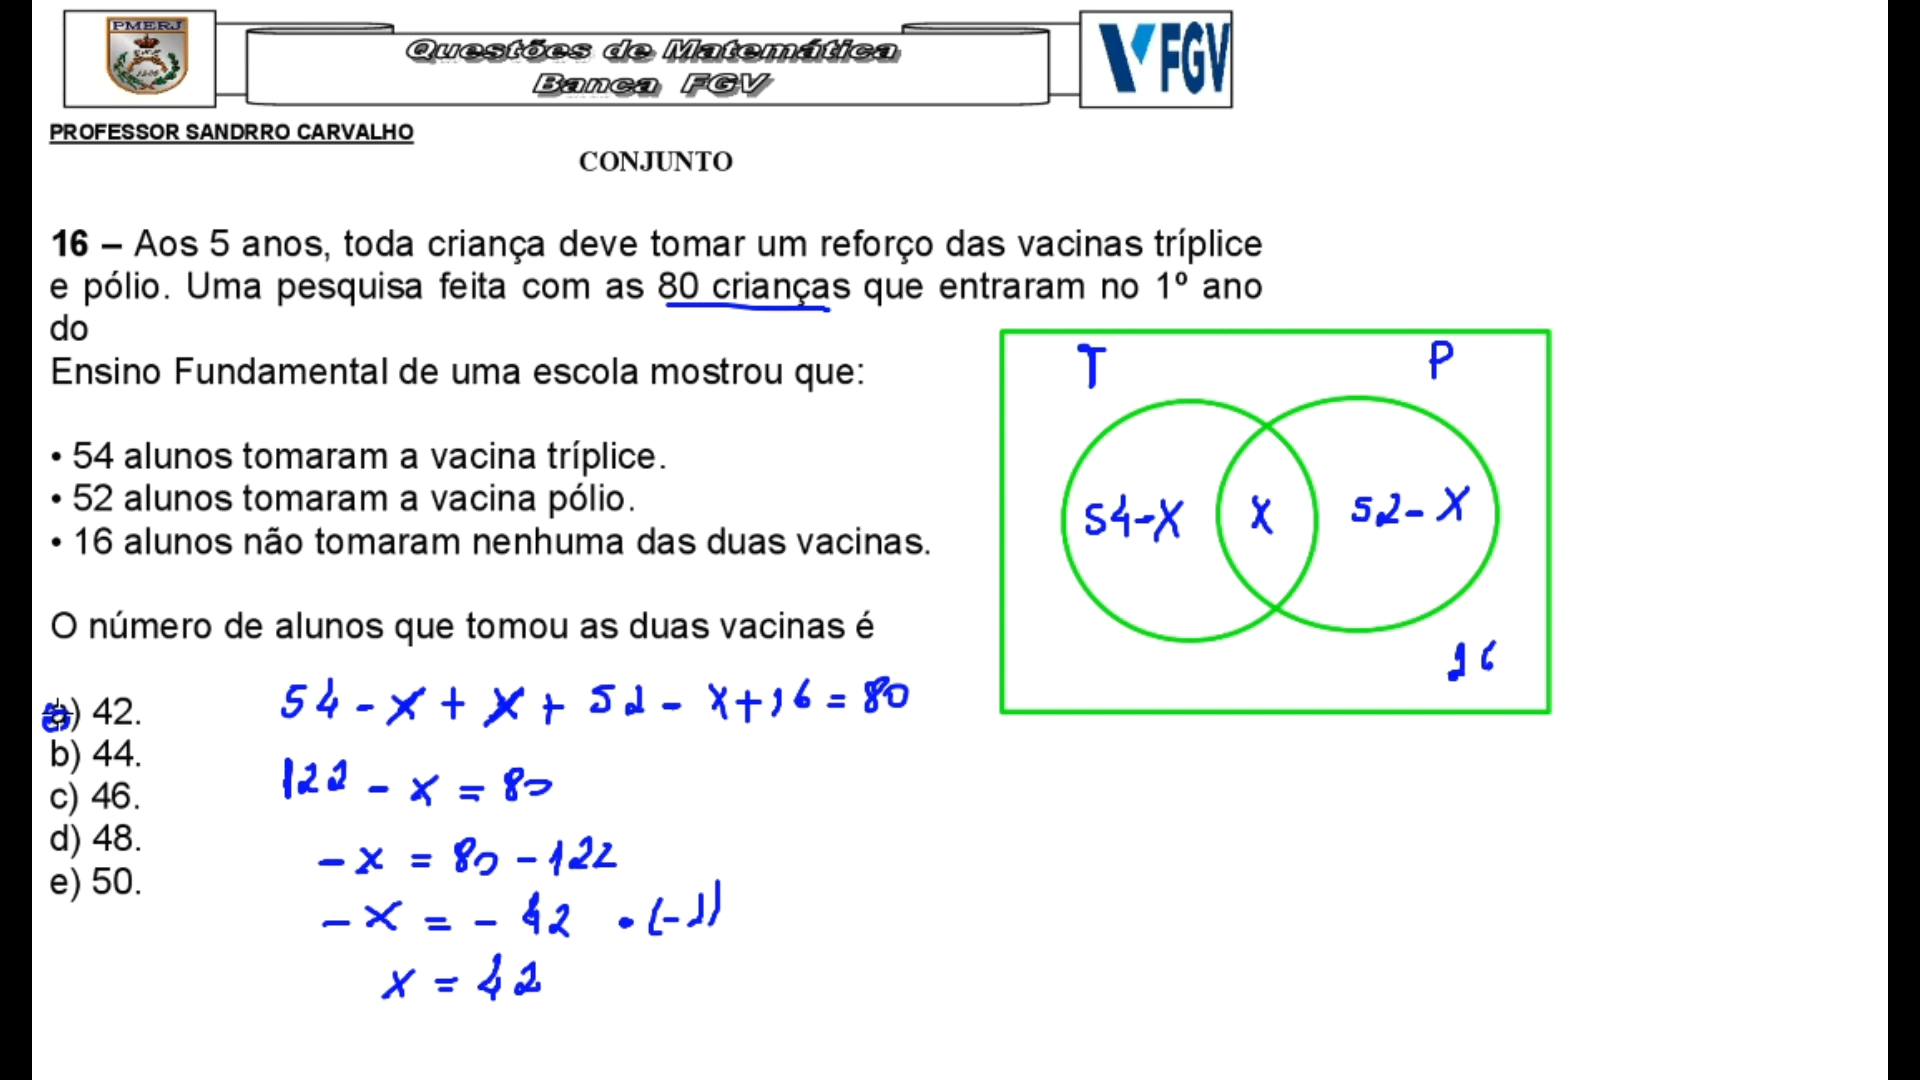 PMERJ
Questões de Matemática
Banca FGV
FGV
PROFESSOR SANDRRO CARVALHO
CONJUNTO
16 – Aos 5 anos, toda criança deve tomar um reforço das vacinas tríplice
e pólio. Uma pesquisa feita com as 80 crianças que entraram no 1º ano
do
Ensino Fundamental de uma escola mostrou que:
• 54 alunos tomaram a vacina tríplice.
• 52 alunos tomaram a vacina pólio.
• 16 alunos não tomaram nenhuma das duas vacinas.
O número de alunos que tomou as duas vacinas é
a) 42.
b) 44.
c) 46.
d) 48.
e) 50.
54 - x + x + 52 - x + 16 = 80
122 - x = 80
- x = 80 - 122
- x = - 42 . (-1)
x = 42
T
P
54-X
X
52-X
16